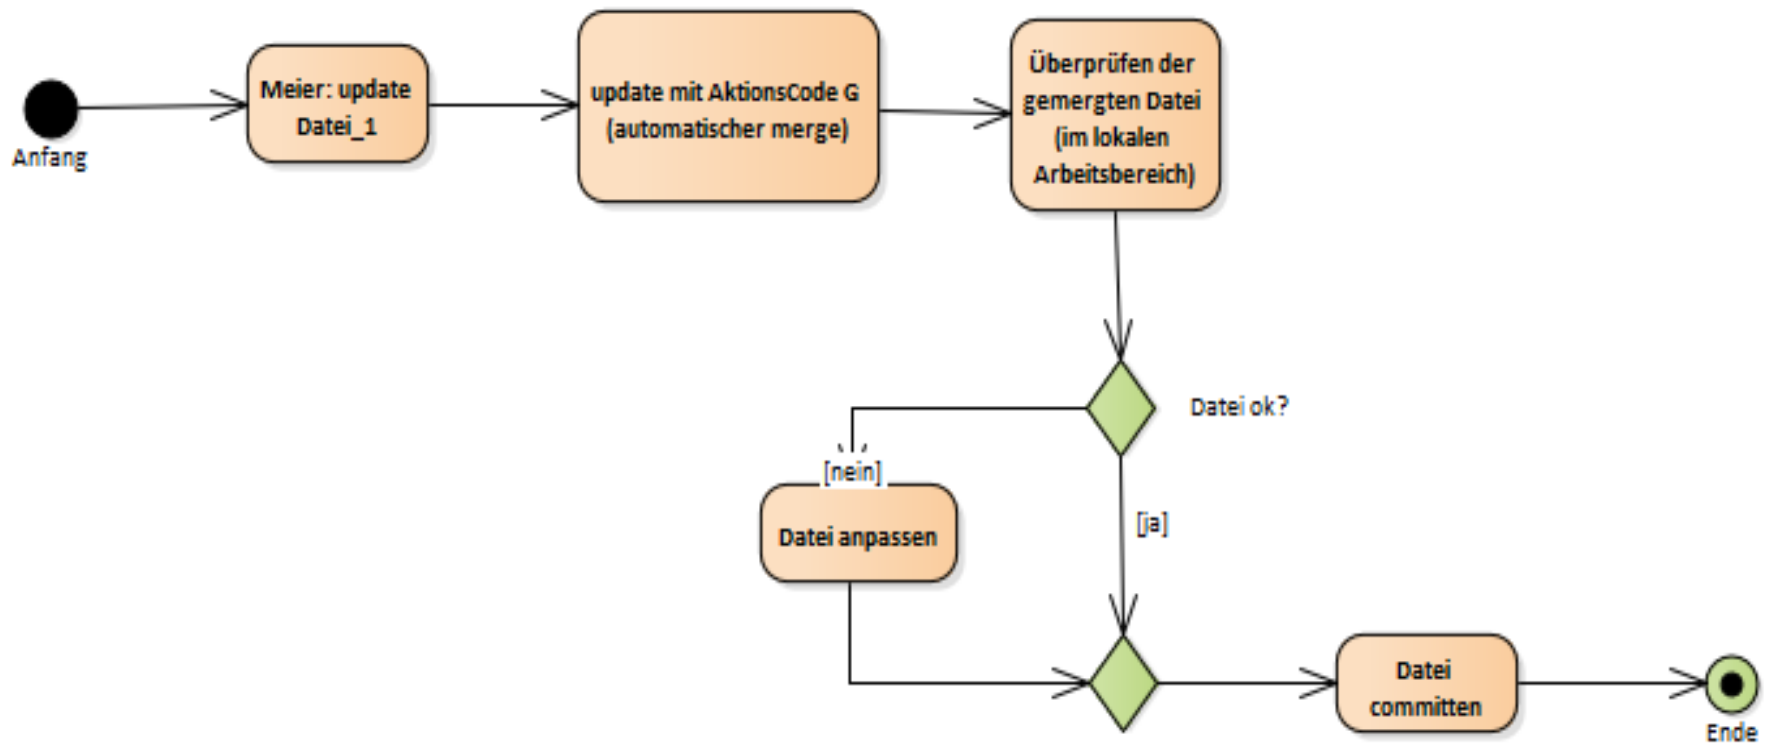 Anfang
Meier: update
Datei_1
update mit AktionsCode G
(automatischer merge)
Überprüfen der
gemergten Datei
(im lokalen
Arbeitsbereich)
Datei ok?
[nein]
[ja]
Datei anpassen
Datei
committen
Ende